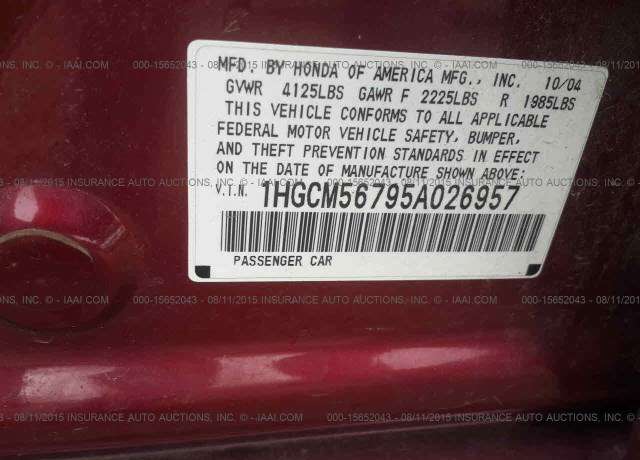 MFD. BY HONDA OF AMERICA MFG., INC. 10/04
GVWR 4125LBS GAWR F 2225LBS R 1985LBS
THIS VEHICLE CONFORMS TO ALL APPLICABLE
FEDERAL MOTOR VEHICLE SAFETY, BUMPER,
AND THEFT PREVENTION STANDARDS IN EFFECT
ON THE DATE OF MANUFACTURE SHOWN ABOVE:
V.I.N. 1HGCM56795A026957
PASSENGER CAR
000-15652043 - 08/11/2015 INSURANCE AUTO AUCTIONS, INC. © - IAAI.COM